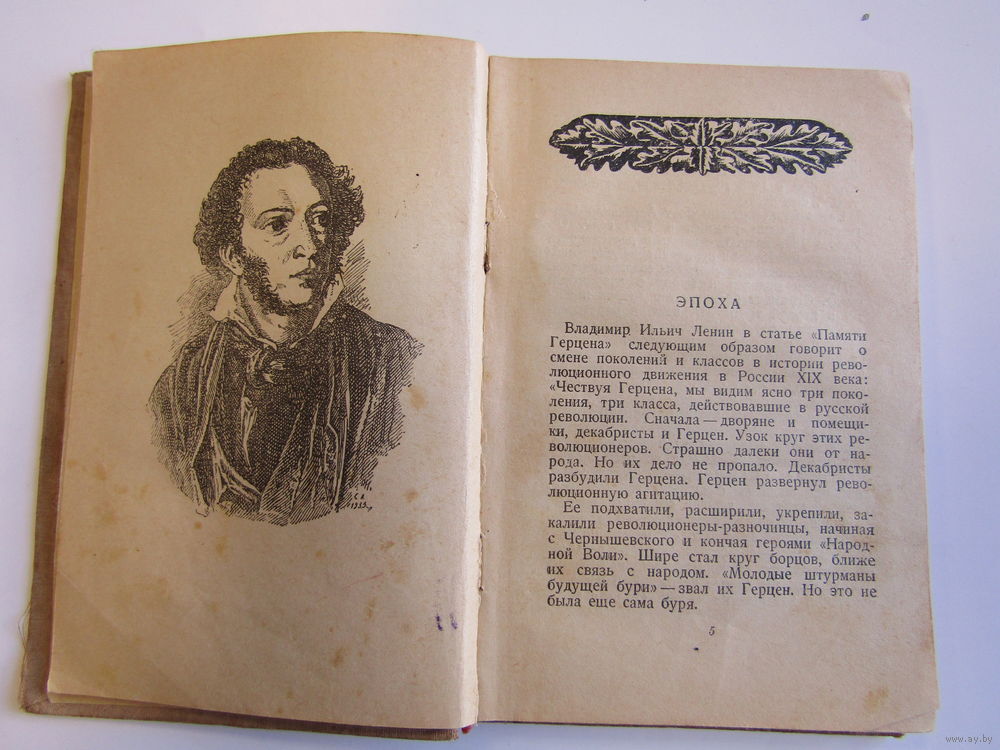 ЭПОХА
Владимир Ильич Ленин в статье «Памяти
Герцена» следующим образом говорит о
смене поколений и классов в истории рево-
люционного движения в России XIX века:
«Чествуя Герцена, мы видим ясно три поко-
ления, три класса, действовавшие в русской
революции. Сначала — дворяне и помещи-
ки, декабристы и Герцен. Узок круг этих ре-
волюционеров. Страшно далеки они от на-
рода. Но их дело не пропало. Декабристы
разбудили Герцена. Герцен развернул рево-
люционную агитацию.
Ее подхватили, расширили, укрепили, за-
калили революционеры-разночинцы, начиная
с Чернышевского и кончая героями «Народ-
ной Воли». Шире стал круг борцов, ближе
их связь с народом. «Молодые штурманы
будущей бури» — звал их Герцен. Но это не
была еще сама буря.
5
www.ay.by